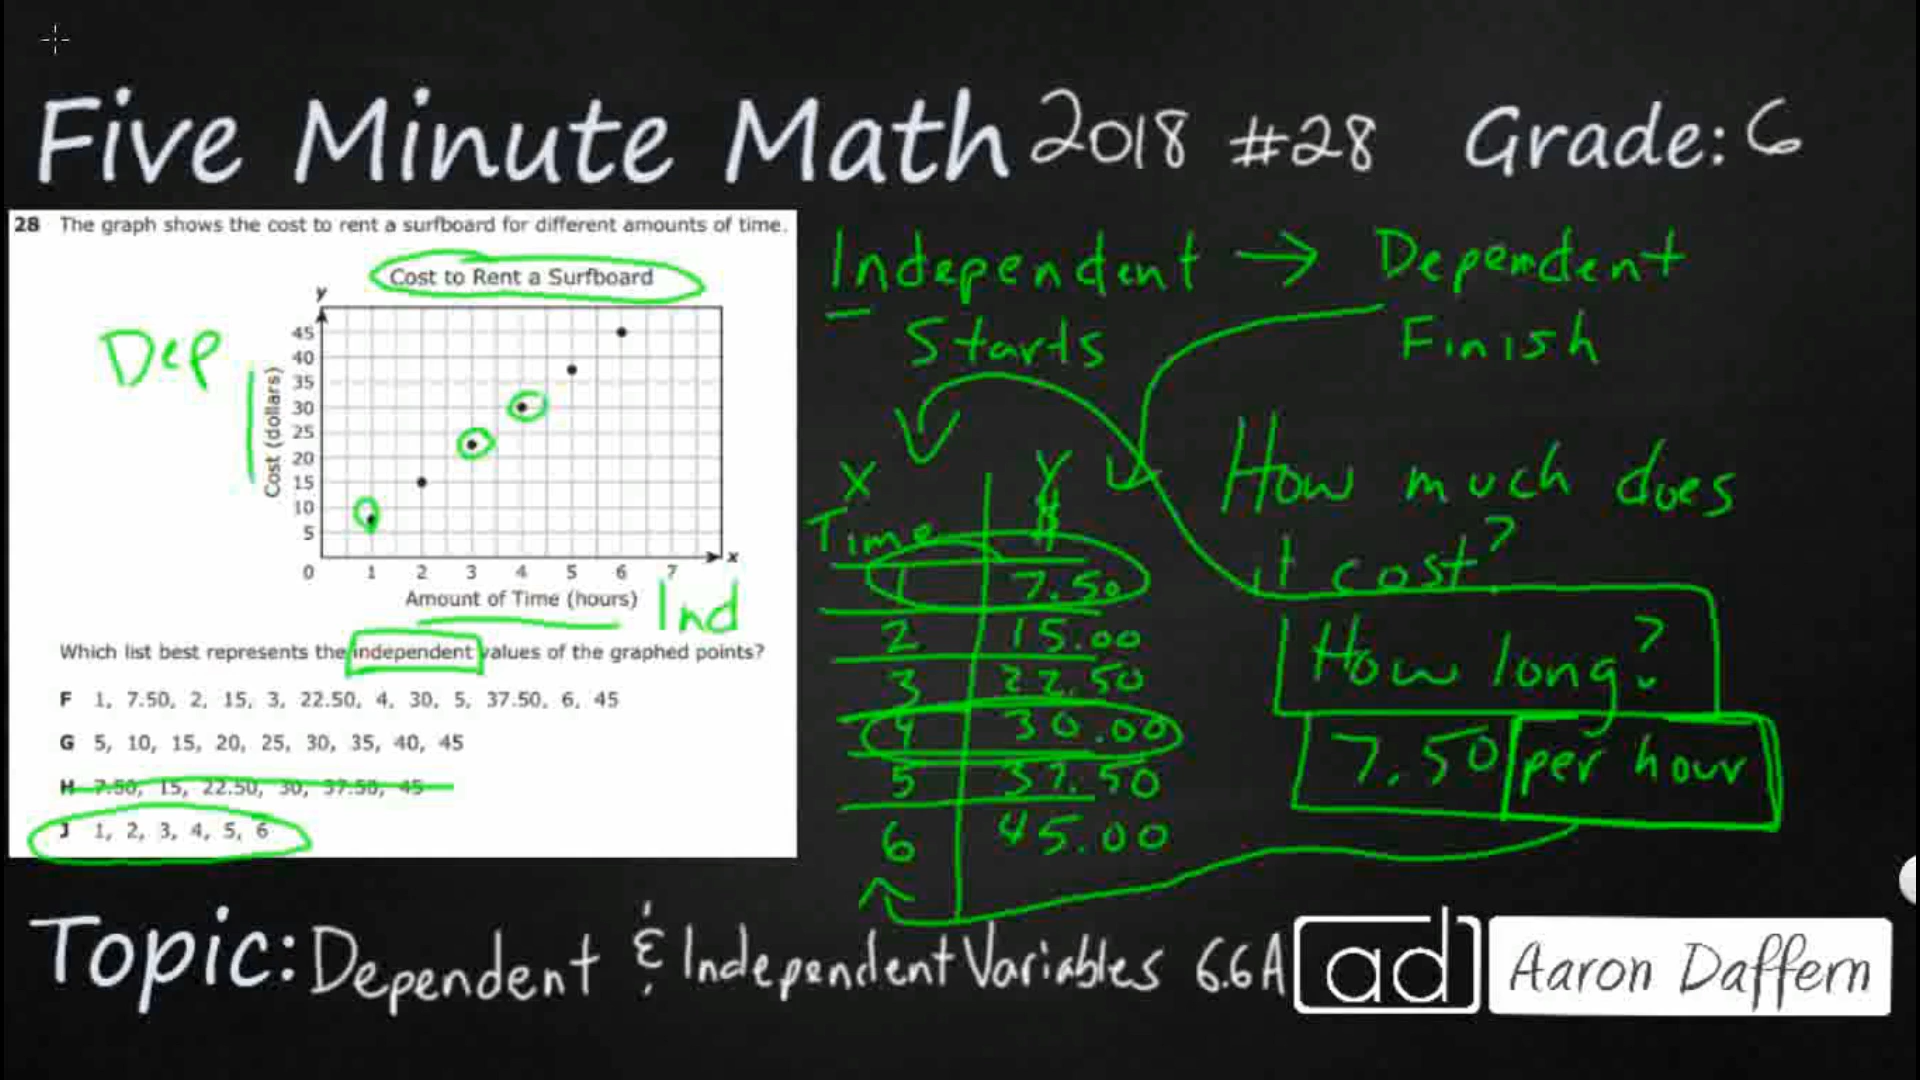 Five Minute Math 2018 #28 Grade: 6
28 The graph shows the cost to rent a surfboard for different amounts of time.
Cost to Rent a Surfboard
y
45
40
35
30
25
20
15
10
5
Cost (dollars)
0 1 2 3 4 5 6 7 x
Amount of Time (hours)
Dep
Ind
Which list best represents the independent values of the graphed points?
F 1, 7.50, 2, 15, 3, 22.50, 4, 30, 5, 37.50, 6, 45
G 5, 10, 15, 20, 25, 30, 35, 40, 45
H 7.50, 15, 22.50, 30, 37.50, 45
J 1, 2, 3, 4, 5, 6
Independent → Dependent
Starts Finish
X Y
Time $
1 7.50
2 15.00
3 22.50
4 30.00
5 37.50
6 45.00
How much does
it cost?
How long?
7.50 per hour
Topic: Dependent & Independent Variables 6.6A
ad Aaron Daffern